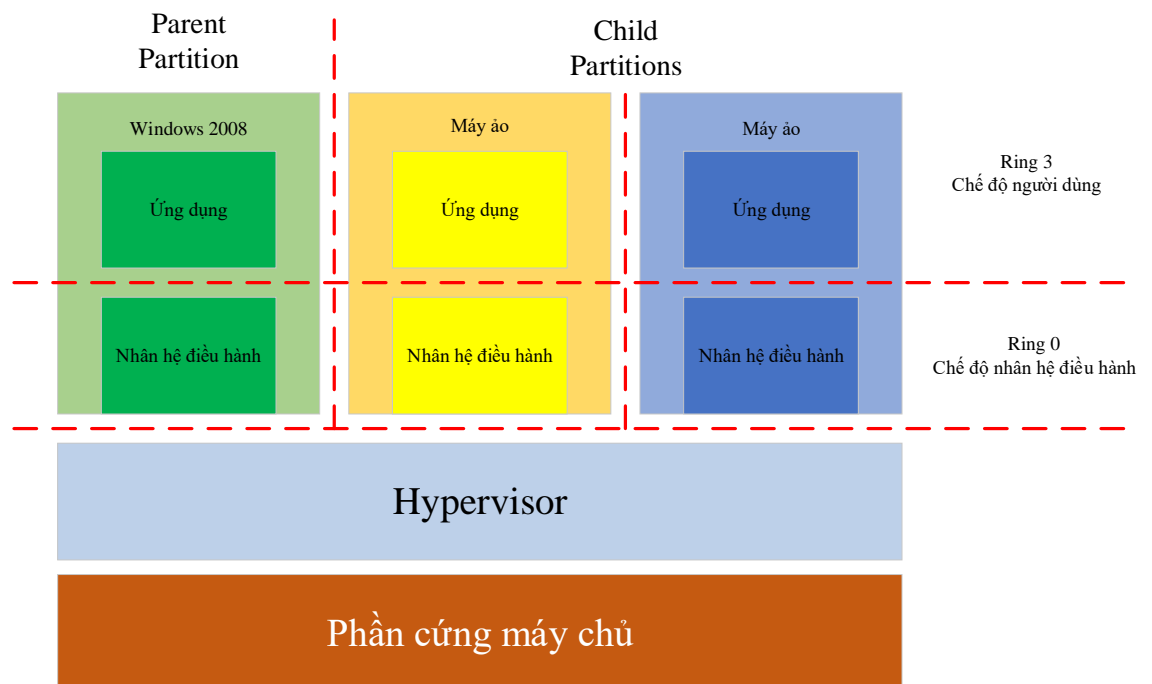 Parent
Partition
Child
Partitions
Windows 2008
Máy ảo
Máy ảo
Ứng dụng
Ứng dụng
Ứng dụng
Ring 3
Chế độ người dùng
Nhân hệ điều hành
Nhân hệ điều hành
Nhân hệ điều hành
Ring 0
Chế độ nhân hệ điều hành
Hypervisor
Phần cứng máy chủ